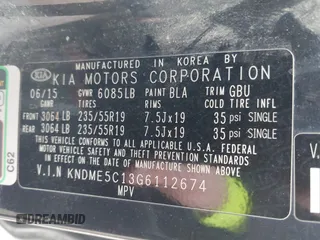 MANUFACTURED IN KOREA BY
KIA KIA MOTORS CORPORATION
06/15 GVWR 6085LB PAINT BLA TRIM GBU
GAWR TIRES RIMS COLD TIRE INFL. PRESS.
FRONT 3064 LB 235/55R19 7.5Jx19 35 psi SINGLE
REAR 3064 LB 235/55R19 7.5Jx19 35 psi SINGLE
THIS VEHICLE CONFORMS TO ALL APPLICABLE U.S.A. FEDERAL
MOTOR VEHICLE SAFETY STANDARDS IN EFFECT ON THE DATE OF
MANUFACTURE SHOWN ABOVE.
V.I.N KNDME5C13G6112674
MPV
C62
DREAMBID